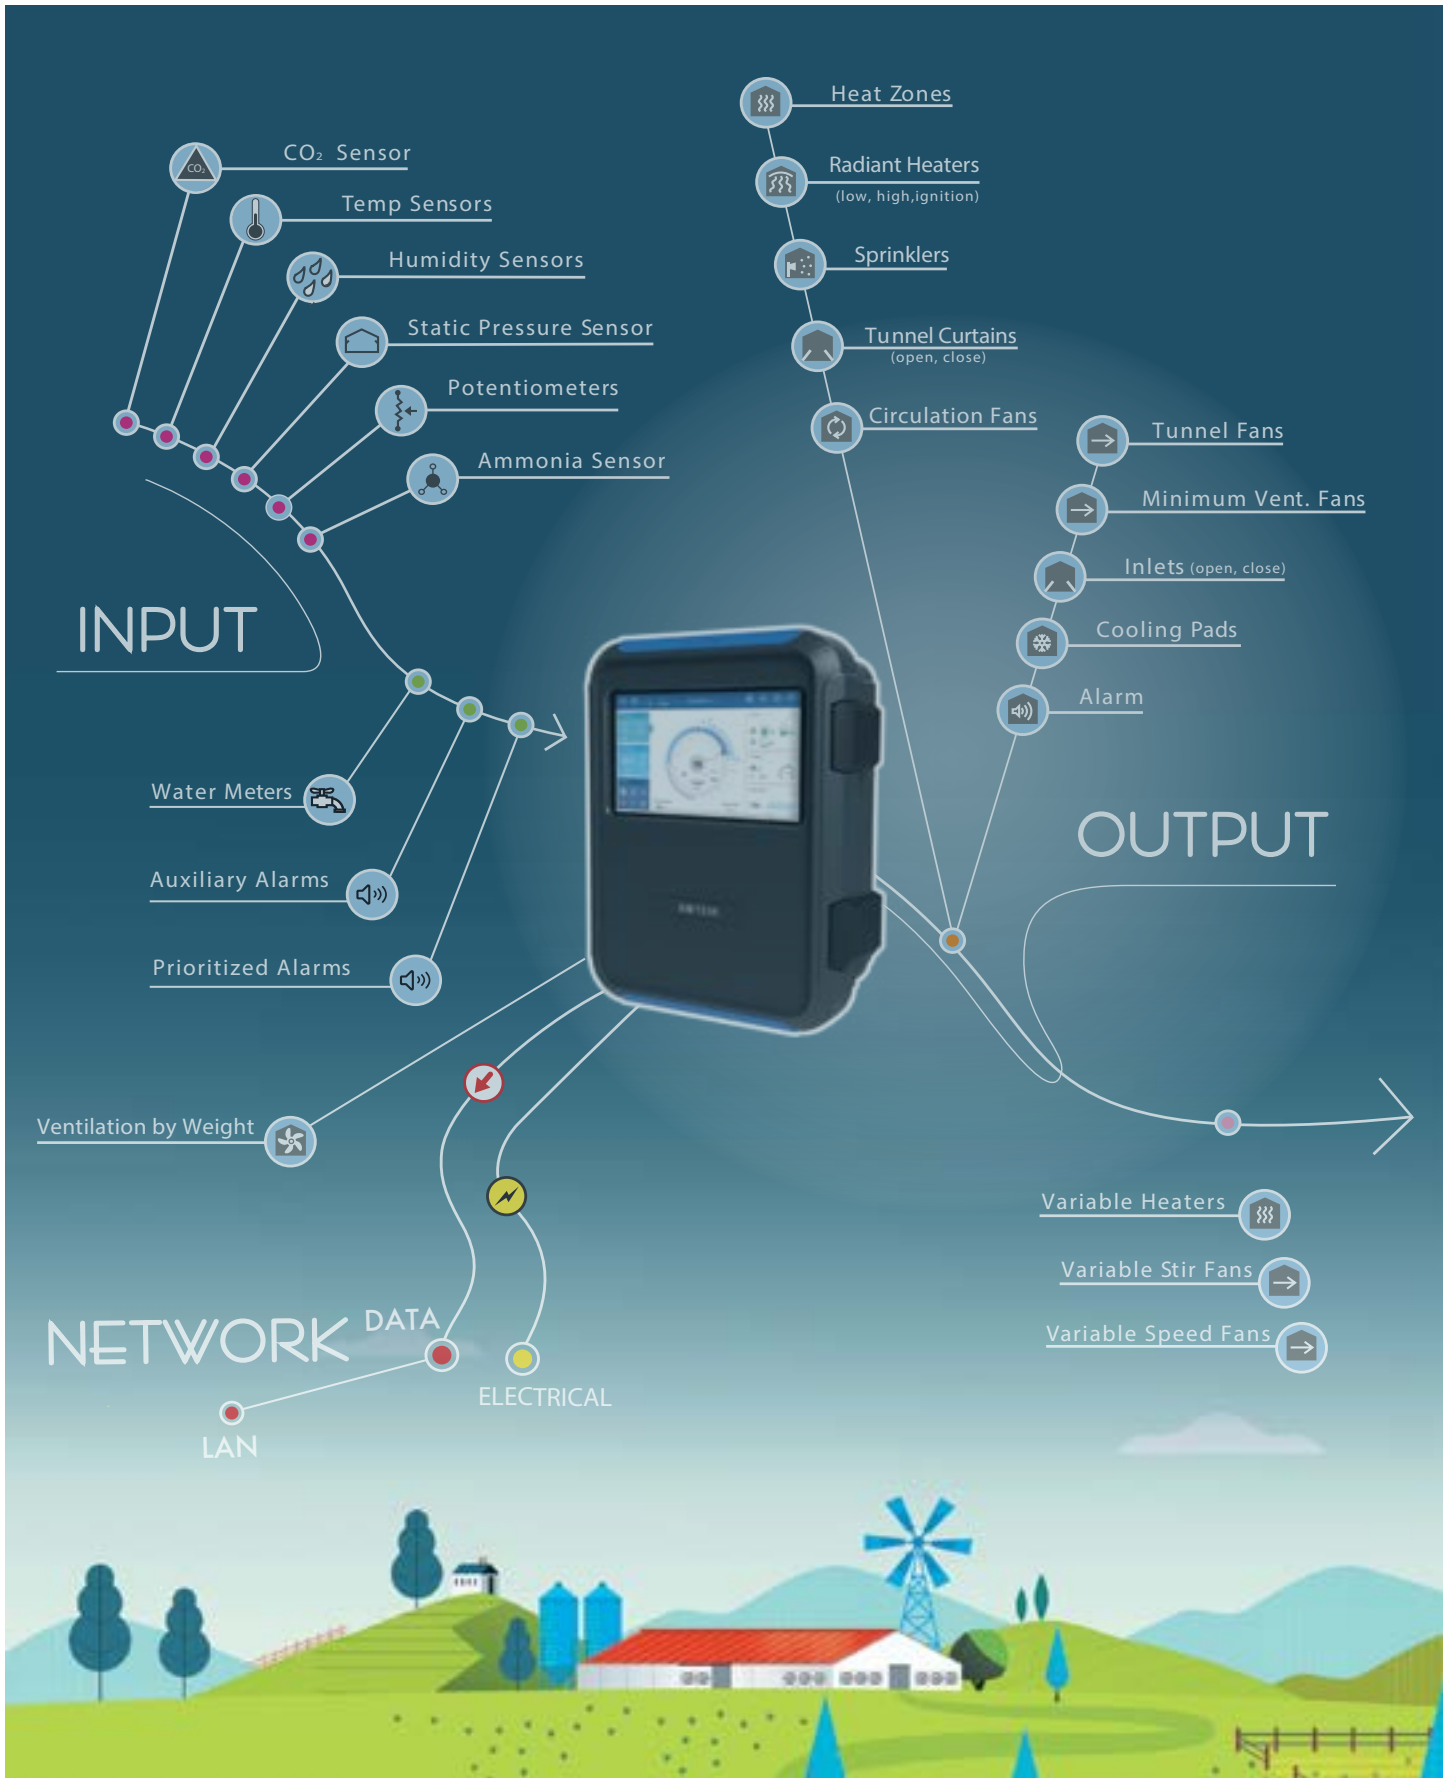 Heat Zones
CO₂ Sensor
CO₂
Radiant Heaters
(low, high,ignition)
Temp Sensors
Humidity Sensors
Sprinklers
Static Pressure Sensor
Tunnel Curtains
(open, close)
Potentiometers
Circulation Fans
Tunnel Fans
Ammonia Sensor
Minimum Vent. Fans
Inlets (open, close)
INPUT
Cooling Pads
Alarm
Water Meters
OUTPUT
Auxiliary Alarms
Prioritized Alarms
Ventilation by Weight
Variable Heaters
Variable Stir Fans
DATA
NETWORK
Variable Speed Fans
ELECTRICAL
LAN